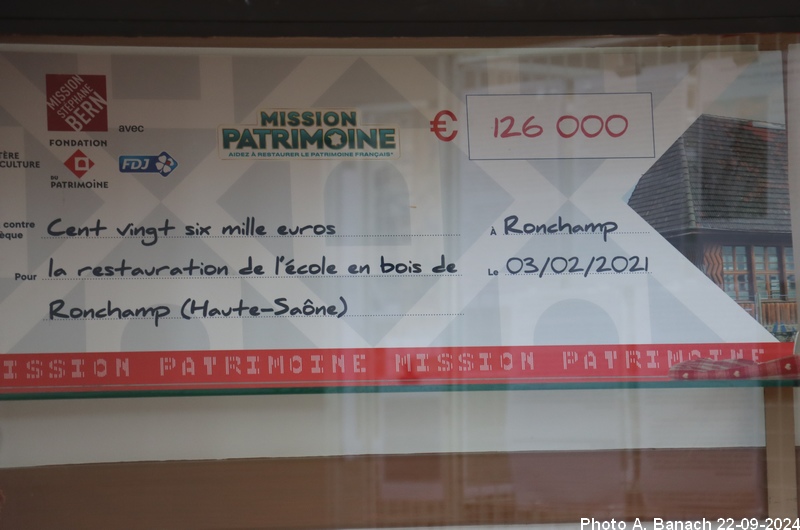 MISSION
STÉPHANE
BERN
avec
FONDATION
DU
PATRIMOINE
FDJ
MISSION
PATRIMOINE
AIDEZ À RESTAURER LE PATRIMOINE FRANÇAIS
€ 126 000
contre
Cent vingt six mille euros
À Ronchamp
Pour la restauration de l'école en bois de
Le 03/02/2021
Ronchamp (Haute-Saône)
ISSION PATRIMOINE MISSION PATRIMOINE
Photo A. Banach 22-09-2024